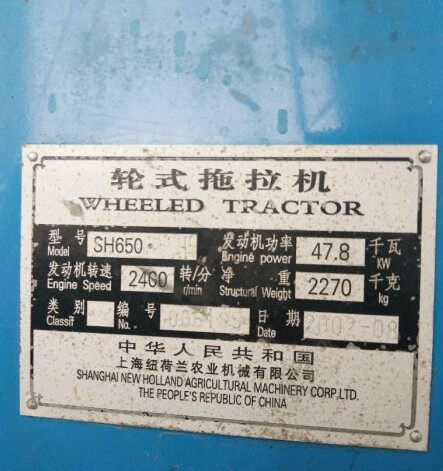 轮式拖拉机
WHEELED TRACTOR
型号 SH650 发动机功率 47.8 千瓦
Model Engine power KW
发动机转速 2400 转/分 净重 2270 千克
Engine Speed r/min Structural Weight kg
类别 编号 日期 2002-08
Classif No. Date
中华人民共和国
上海纽荷兰农业机械有限公司
SHANGHAI NEW HOLLAND AGRICULTURAL MACHINERY CORP.LTD.
THE PEOPLE'S REPUBLIC OF CHINA